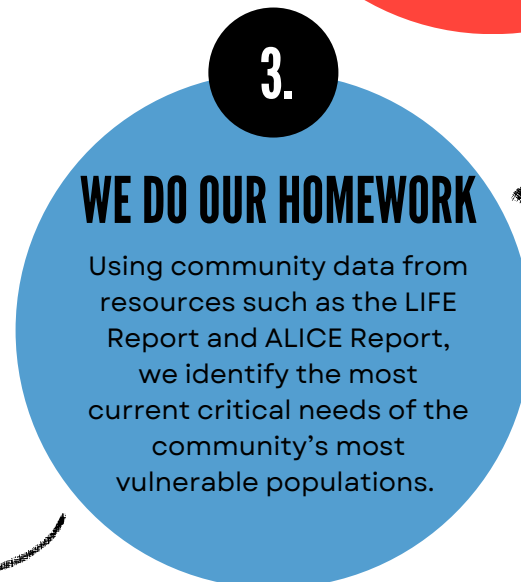 3.
WE DO OUR HOMEWORK
Using community data from
resources such as the LIFE
Report and ALICE Report,
we identify the most
current critical needs of the
community’s most
vulnerable populations.